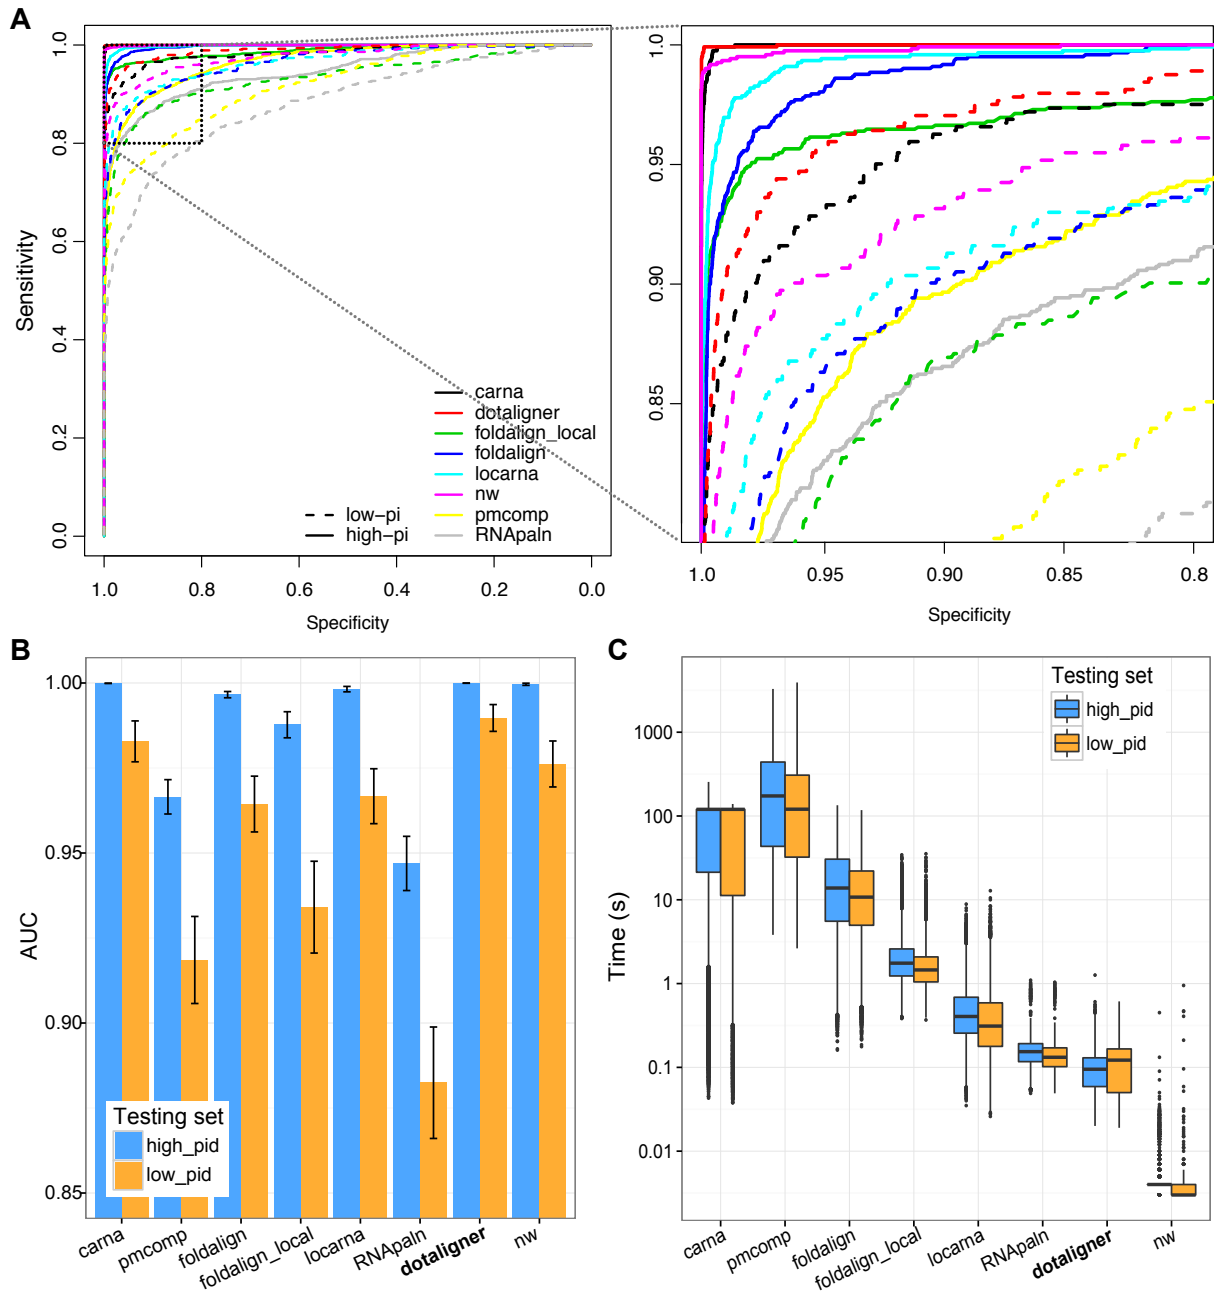 A
Sensitivity
1.0
0.8
0.6
0.4
0.2
0.0
carna
dotaligner
foldalign_local
foldalign
locarna
nw
pmcomp
RNApaln
low-pi
high-pi
1.0 0.8 0.6 0.4 0.2 0.0
Specificity
1.00
0.95
0.90
0.85
1.0 0.95 0.90 0.85 0.8
Specificity
B
AUC
1.00
0.95
0.90
0.85
Testing set
high_pid
low_pid
carna
pmcomp
foldalign
foldalign_local
locarna
RNApaln
dotaligner
nw
C
Time (s)
1000
100
10
1
0.1
0.01
Testing set
high_pid
low_pid
carna
pmcomp
foldalign
foldalign_local
locarna
RNApaln
dotaligner
nw